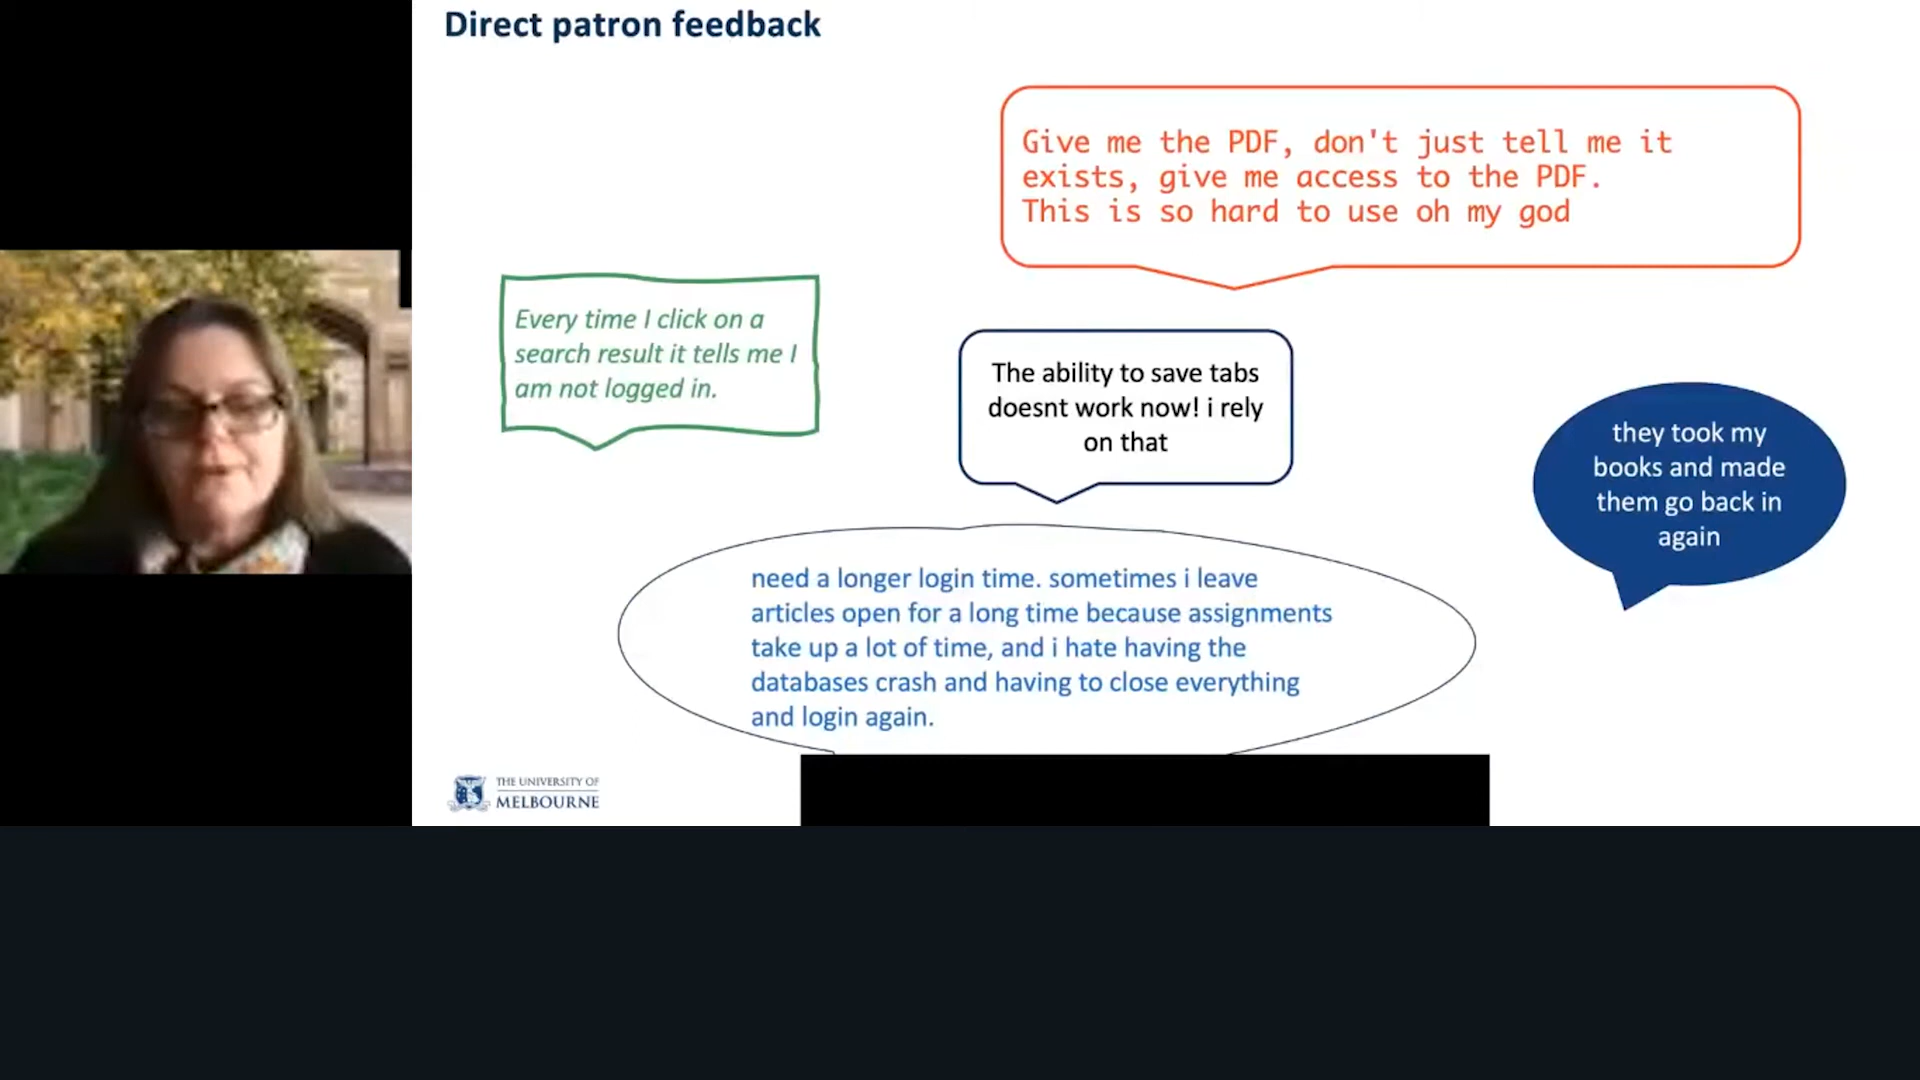 Direct patron feedback
Give me the PDF, don't just tell me it
exists, give me access to the PDF.
This is so hard to use oh my god
Every time I click on a
search result it tells me I
am not logged in.
The ability to save tabs
doesnt work now! i rely
on that
they took my
books and made
them go back in
again
need a longer login time. sometimes i leave
articles open for a long time because assignments
take up a lot of time, and i hate having the
databases crash and having to close everything
and login again.
THE UNIVERSITY OF
MELBOURNE